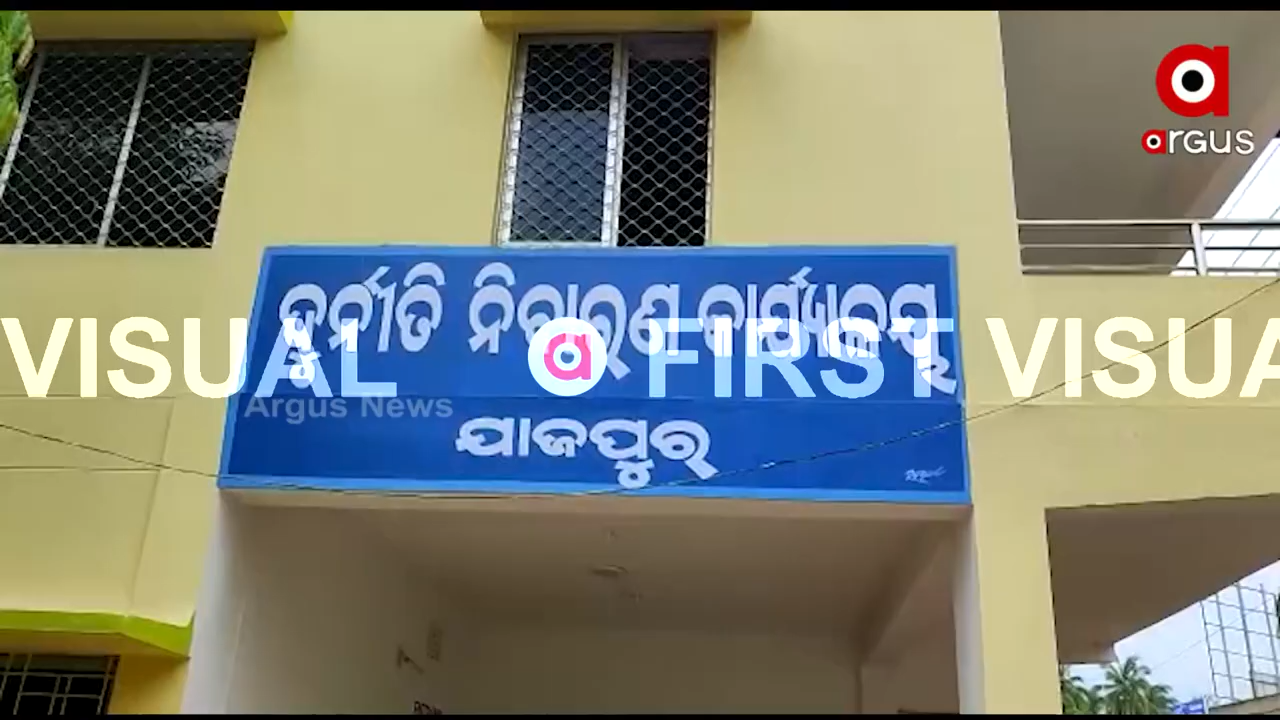 argus
ଦୁର୍ନୀତି ନିବାରଣ କାର୍ଯ୍ୟାଳୟ
VISUAL a FIRST VISUA
Argus News
ଯାଜପୁର